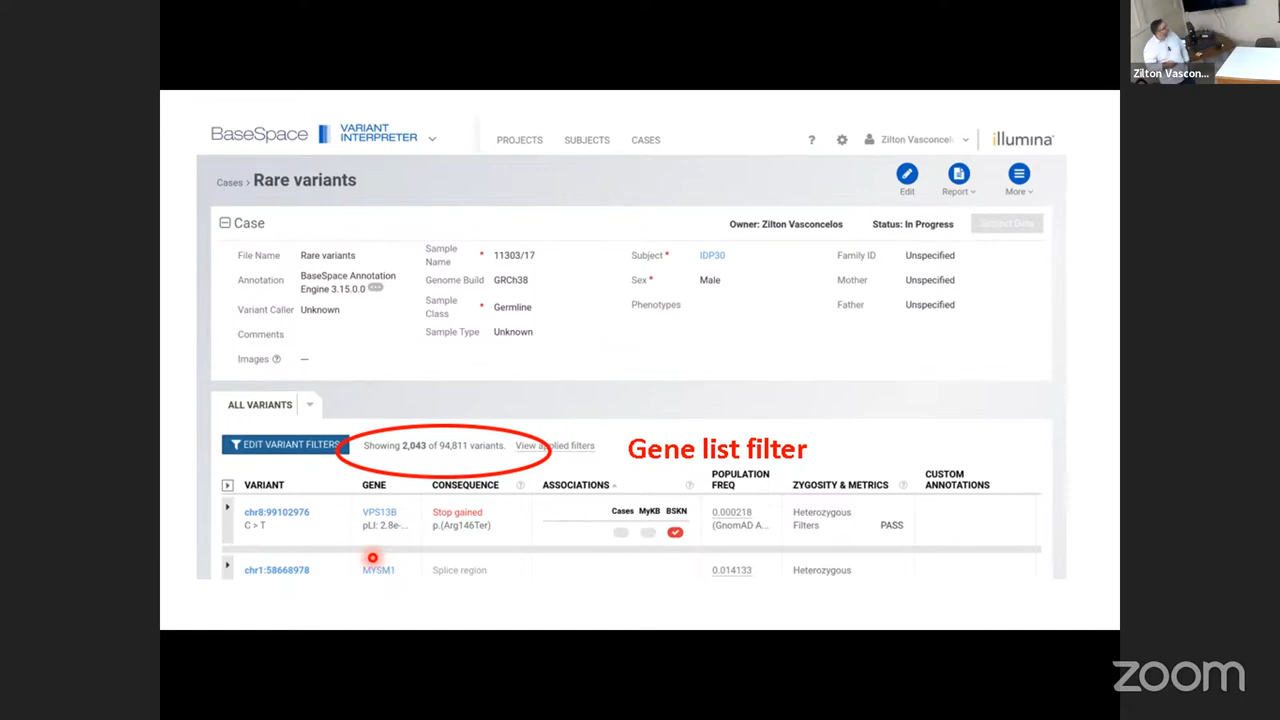 Zilton Vascon...
BaseSpace VARIANT INTERPRETER
PROJECTS SUBJECTS CASES
? Zilton Vasconcel
illumina
Cases > Rare variants
Edit Report More
Case
Owner: Zilton Vasconcelos Status: In Progress
File Name Rare variants
Annotation BaseSpace Annotation Engine 3.15.0.0
Variant Caller Unknown
Comments
Images ? —
Sample Name * 11303/17
Genome Build GRCh38
Sample Class * Germline
Sample Type Unknown
Subject * IDP30
Sex * Male
Phenotypes
Family ID Unspecified
Mother Unspecified
Father Unspecified
ALL VARIANTS
EDIT VARIANT FILTERS Showing 2,043 of 94,811 variants. View applied filters
Gene list filter
VARIANT GENE CONSEQUENCE ? ASSOCIATIONS ? POPULATION FREQ ZYGOSITY & METRICS ? CUSTOM ANNOTATIONS
Cases MyKB BSKN
chr8:99102976 VPS13B Stop gained 0.000218 Heterozygous
C > T pLI: 2.8e-... p.(Arg146Ter) (GnomAD A... Filters PASS
chr1:58668978 MYSM1 Splice region 0.014133 Heterozygous
zoom